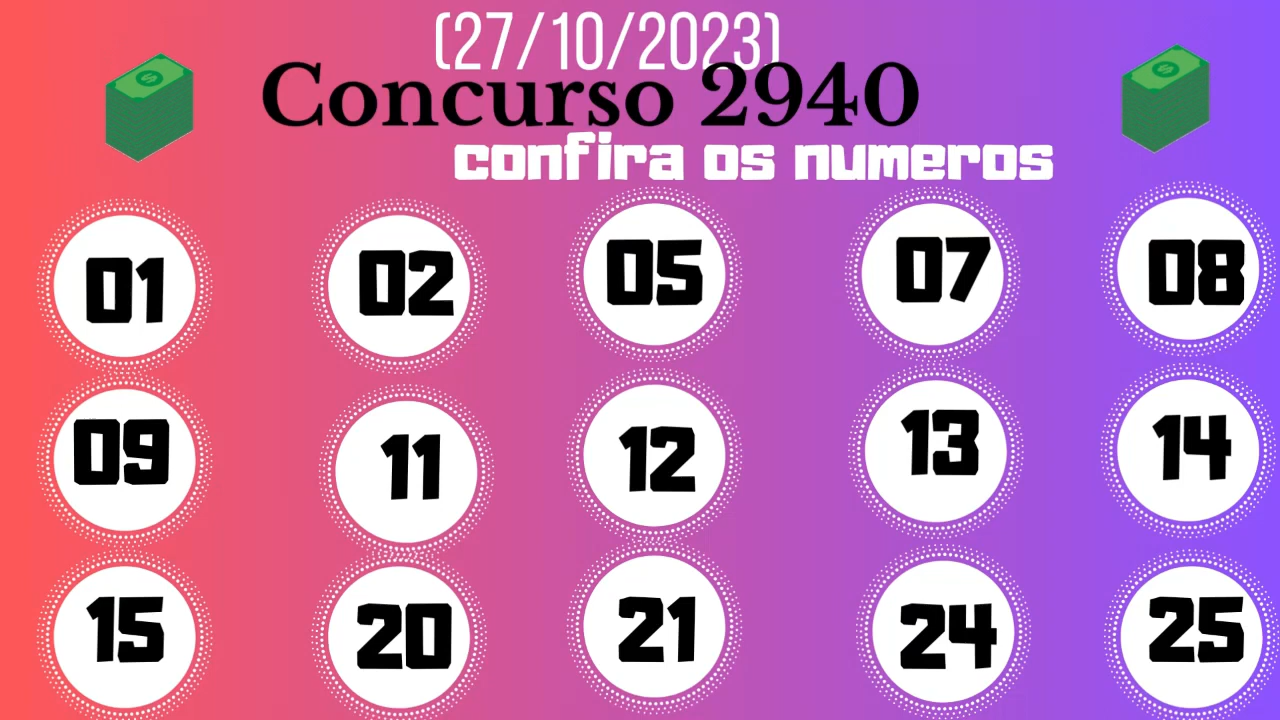 (27/10/2023)
Concurso 2940
confira os numeros
01 02 05 07 08
09 11 12 13 14
15 20 21 24 25